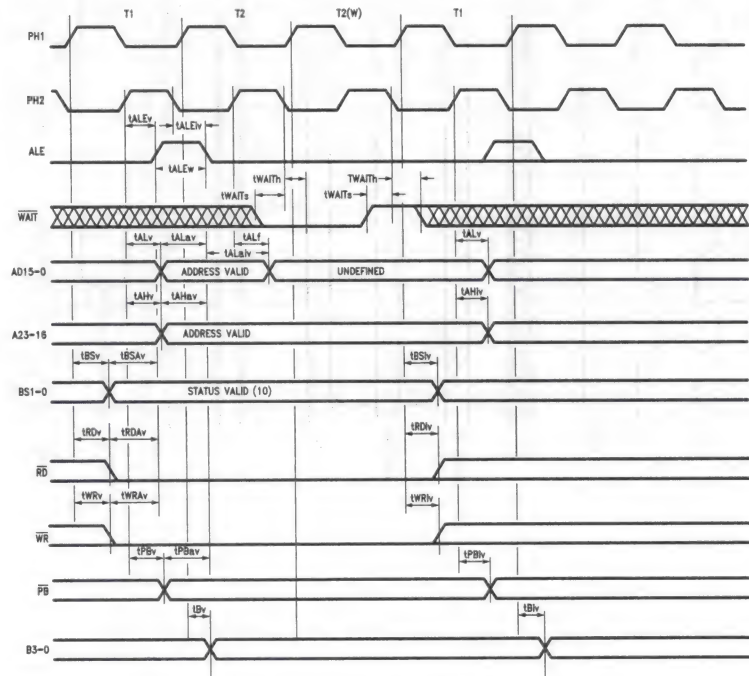 T1 T2 T2(W) T1
PH1
PH2
tALEv tALEiv
ALE
tALEw
tWAITs tWAITh tWAITs TWAITh
WAIT
tALv tALav tALf tALv
tALaiv
AD15-0 ADDRESS VALID UNDEFINED
tAHv tAHav tAHiv
A23-16 ADDRESS VALID
tBSv tBSAv tBSiv
BS1-0 STATUS VALID (10)
tRDv tRDAv tRDiv
RD
tWRv tWRAv tWRiv
WR
tPBv tPBav tPBiv
PB
tBv tBiv
B3-0